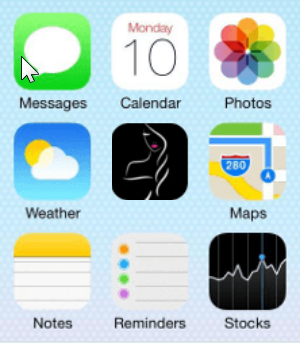 Monday
10
Messages
Calendar
Photos
280
Weather
Maps
Notes
Reminders
Stocks